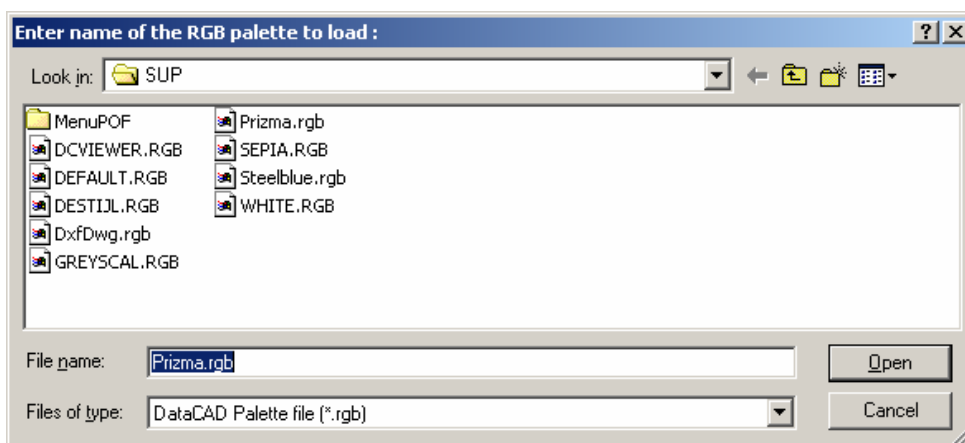 Enter name of the RGB palette to load :
Look in: SUP
MenuPOF Prizma.rgb
DCVIEWER.RGB SEPIA.RGB
DEFAULT.RGB Steelblue.rgb
DESTIJL.RGB WHITE.RGB
DxfDwg.rgb
GREYSCAL.RGB
File name: Prizma.rgb Open
Files of type: DataCAD Palette file (*.rgb) Cancel